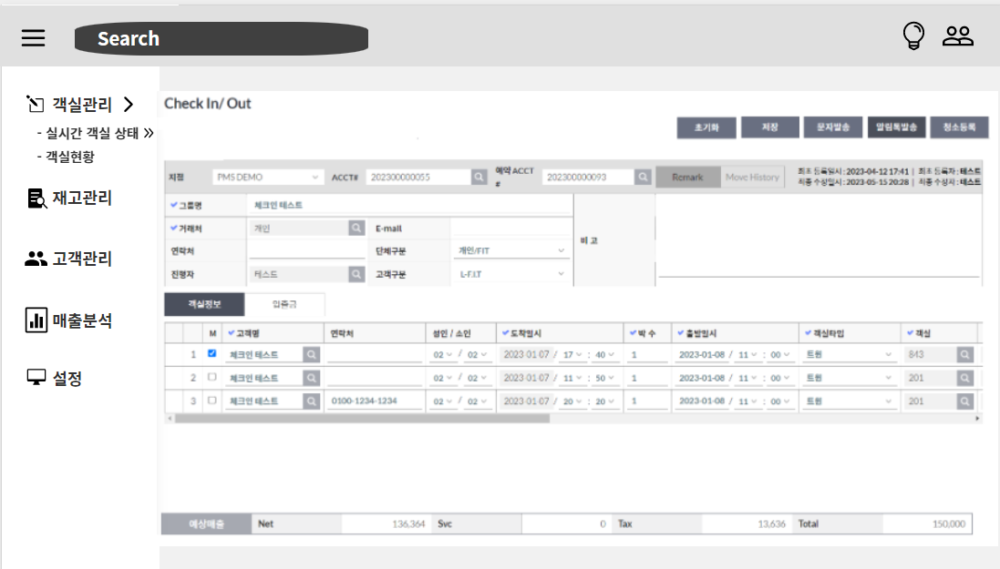 Search
객실관리
- 실시간 객실 상태
- 객실현황
재고관리
고객관리
매출분석
설정
Check In/ Out
초기화 저장 문자발송 알림톡발송 청소등록
지점 PMS DEMO ACCT# 202300000055 예약 ACCT # 202300000093 Remark Move History
최초 등록일시 : 2023-04-12 17:41 | 최초 등록자 : 테스트
최종 수정일시 : 2023-05-15 20:28 | 최종 수정자 : 테스트
그룹명 체크인 테스트
거래처 개인 E-mail
비 고
연락처 단체구분 개인/FIT
진행자 테스트 고객구분 L-F.I.T
객실정보 입출금
M 고객명 연락처 성인 / 소인 도착일시 박 수 출발일시 객실타입 객실
1 체크인 테스트 02 / 02 2023-01-07 / 17 : 40 1 2023-01-08 / 11 : 00 트윈 843
2 체크인 테스트 02 / 02 2023-01-07 / 11 : 50 1 2023-01-08 / 11 : 00 트윈 201
3 체크인 테스트 0100-1234-1234 02 / 02 2023-01-07 / 20 : 20 1 2023-01-08 / 11 : 00 트윈 201
예상매출 Net 136,364 Svc 0 Tax 13,636 Total 150,000